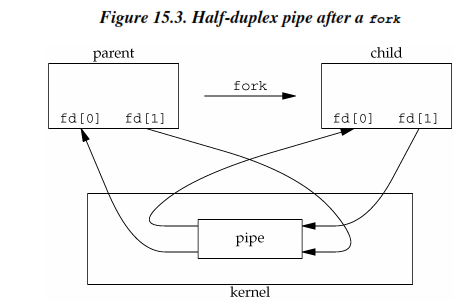 Figure 15.3. Half-duplex pipe after a fork
parent
child
fork
fd[0] fd[1]
fd[0] fd[1]
pipe
kernel